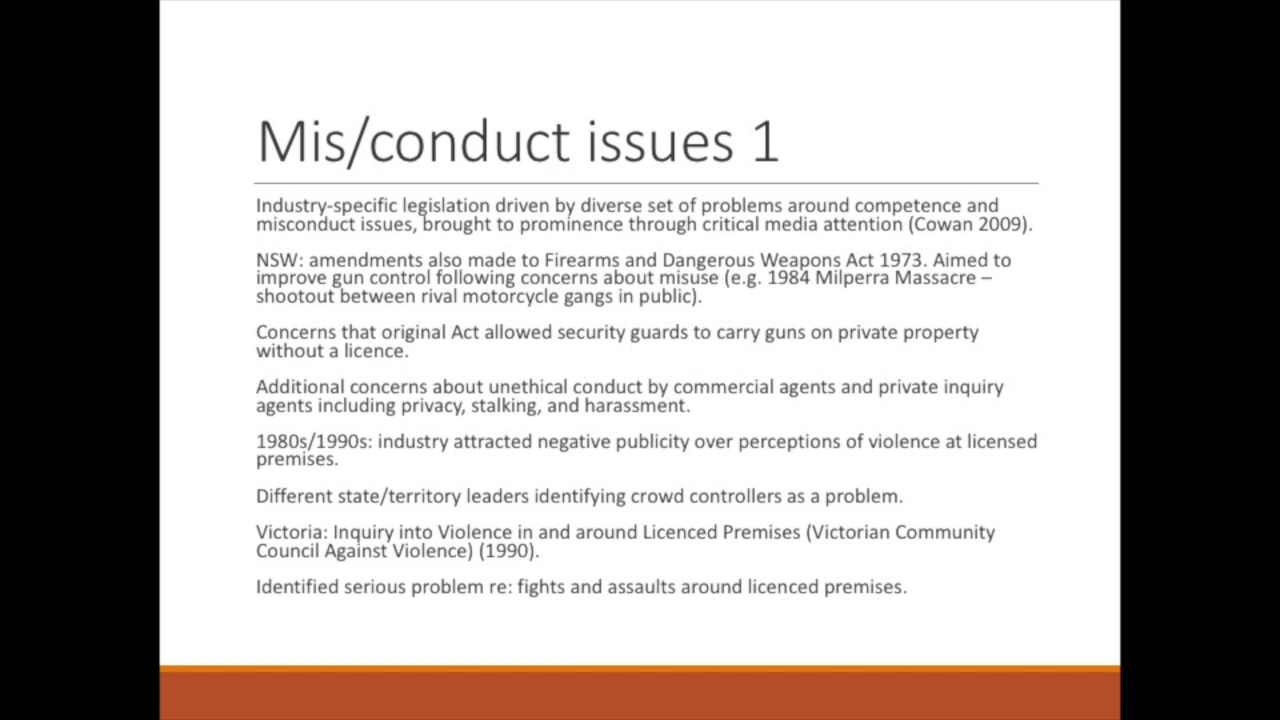 Mis/conduct issues 1
Industry-specific legislation driven by diverse set of problems around competence and
misconduct issues, brought to prominence through critical media attention (Cowan 2009).
NSW: amendments also made to Firearms and Dangerous Weapons Act 1973. Aimed to
improve gun control following concerns about misuse (e.g. 1984 Milperra Massacre –
shootout between rival motorcycle gangs in public).
Concerns that original Act allowed security guards to carry guns on private property
without a licence.
Additional concerns about unethical conduct by commercial agents and private inquiry
agents including privacy, stalking, and harassment.
1980s/1990s: industry attracted negative publicity over perceptions of violence at licensed
premises.
Different state/territory leaders identifying crowd controllers as a problem.
Victoria: Inquiry into Violence in and around Licenced Premises (Victorian Community
Council Against Violence) (1990).
Identified serious problem re: fights and assaults around licenced premises.